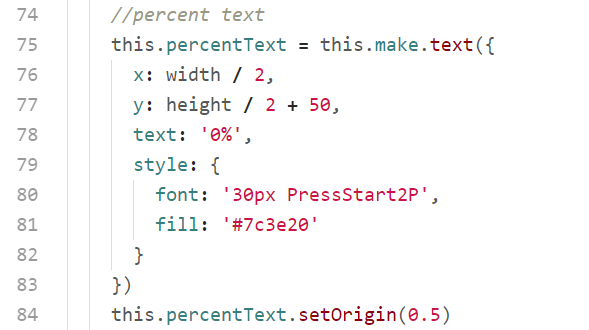 74 //percent text
75 this.percentText = this.make.text({
76 x: width / 2,
77 y: height / 2 + 50,
78 text: '0%',
79 style: {
80 font: '30px PressStart2P',
81 fill: '#7c3e20'
82 }
83 })
84 this.percentText.setOrigin(0.5)